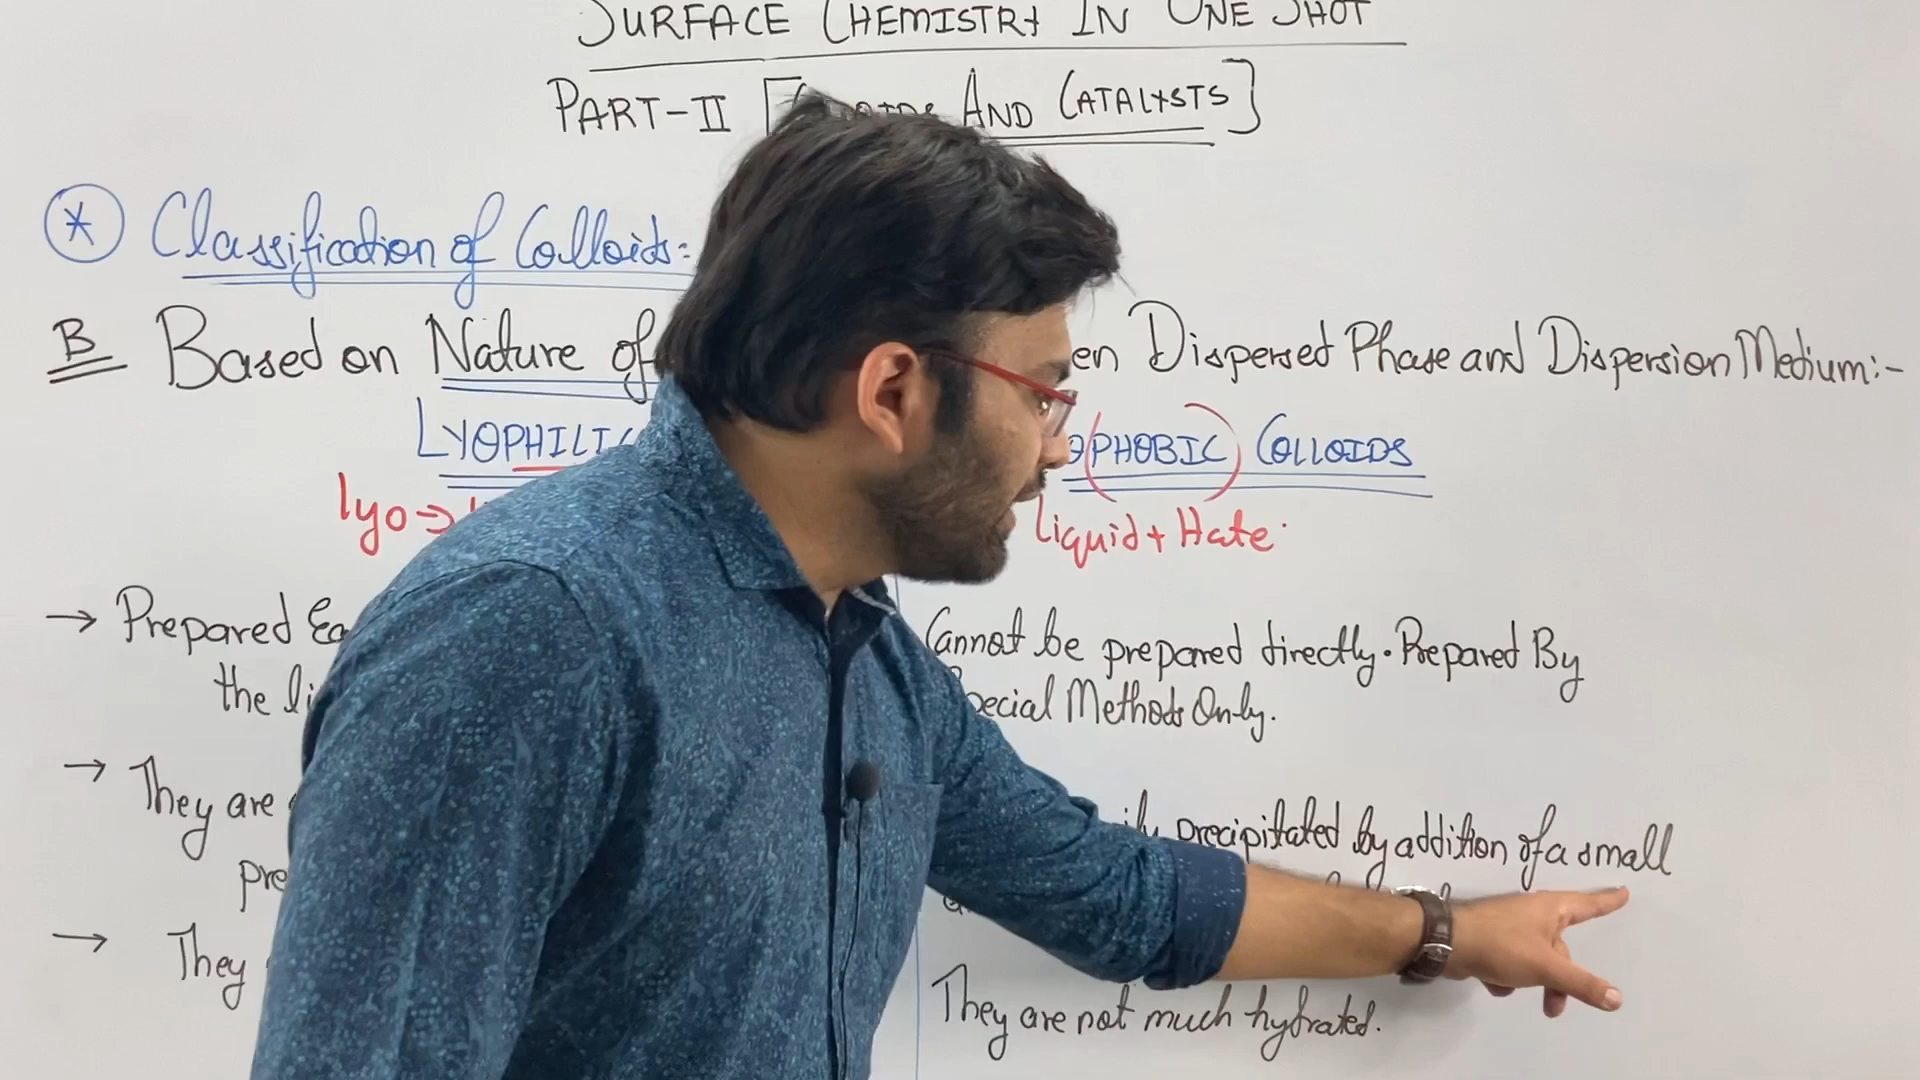 SURFACE CHEMISTRY IN ONE SHOT
PART-II [ AND CATALYSTS]
* Classification of Colloids:
B Based on Nature of en Dispersed Phase and Dispersion Medium:-
LYOPHILIC PHOBIC COLLOIDS
lyo⇒ liquid + Hate.
→ Prepared Ea
the li
Cannot be prepared directly. Prepared By
Special Methods Only.
→ They are
pre
ily precipitated by addition of a small
→ They
They are not much hydrated.